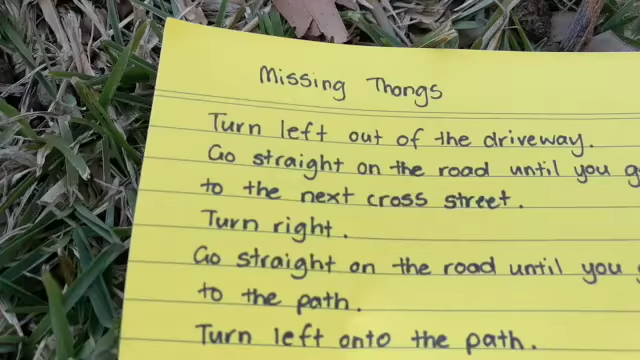 Missing Thongs
Turn left out of the driveway.
Go straight on the road until you
to the next cross street.
Turn right.
Go straight on the road until you
to the path.
Turn left onto the path.